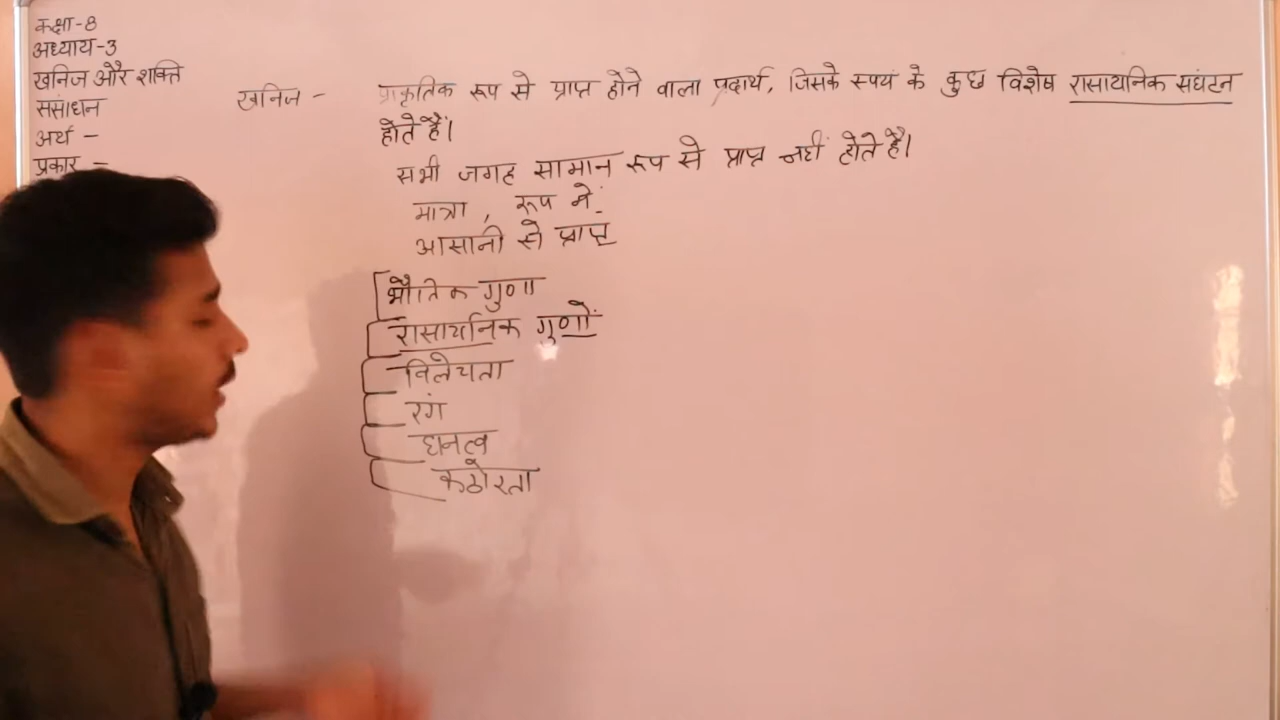 कक्षा-8
अध्याय-3
खनिज और शक्ति
संसाधन
अर्थ -
प्रकार -
खनिज - प्राकृतिक रूप से प्राप्त होने वाला पदार्थ, जिसके स्पयं के कुछ विशेष रासायनिक संघटन
होते हैं।
सभी जगह सामान रूप से प्राप्त नहीं होते हैं।
मात्रा, रूप में
आसानी से प्राप्त
भौतिक गुण
रासायनिक गुणों
विलेयता
रंग
घनत्व
कठोरता